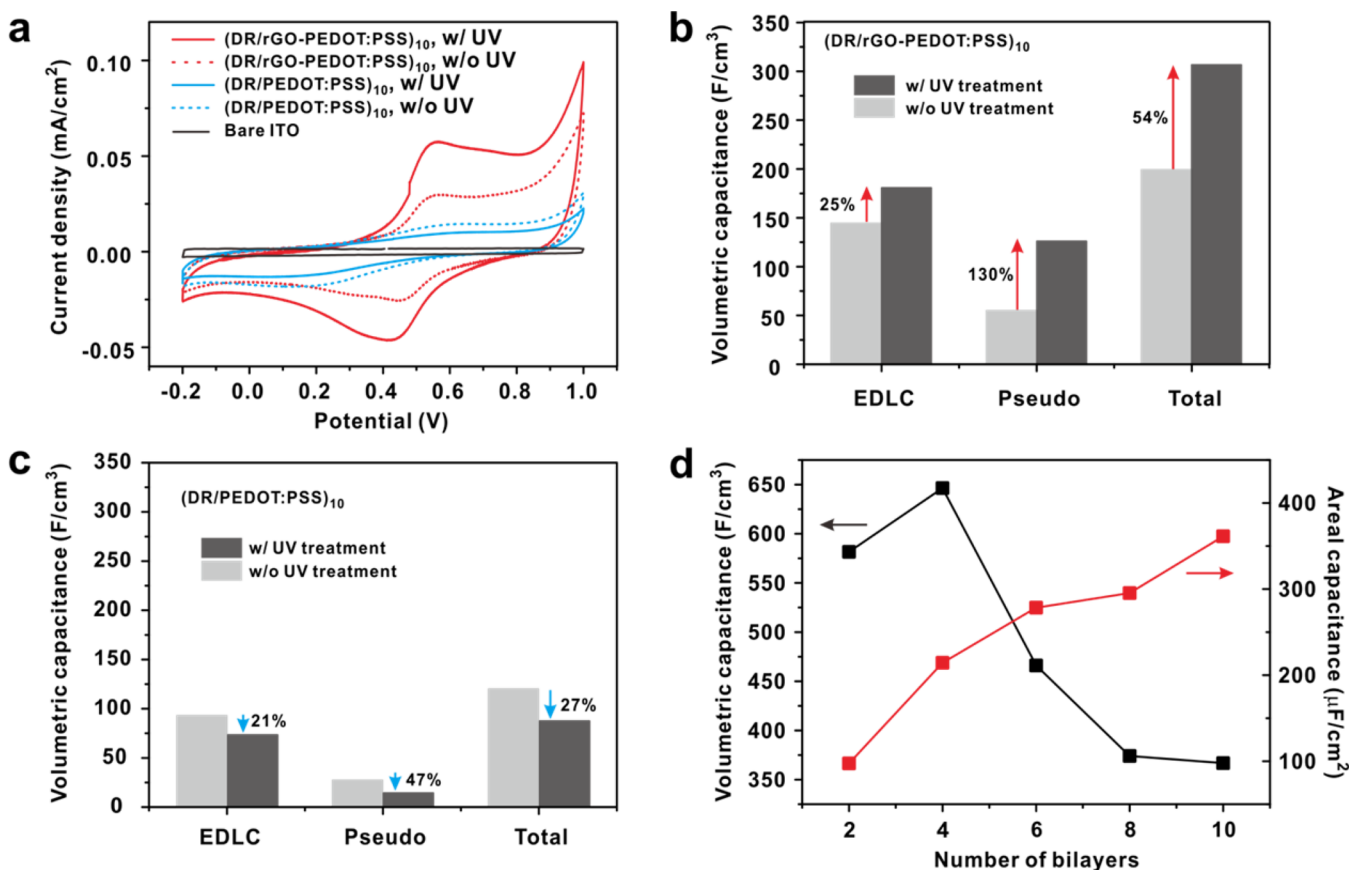 a
(DR/rGO-PEDOT:PSS)10, w/ UV
(DR/rGO-PEDOT:PSS)10, w/o UV
(DR/PEDOT:PSS)10, w/ UV
(DR/PEDOT:PSS)10, w/o UV
Bare ITO
0.10
0.05
0.00
-0.05
Current density (mA/cm2)
-0.2 0.0 0.2 0.4 0.6 0.8 1.0
Potential (V)
b
(DR/rGO-PEDOT:PSS)10
w/ UV treatment
w/o UV treatment
350
300
250
200
150
100
50
0
Volumetric capacitance (F/cm3)
25%
130%
54%
EDLC Pseudo Total
c
(DR/PEDOT:PSS)10
w/ UV treatment
w/o UV treatment
350
300
250
200
150
100
50
0
Volumetric capacitance (F/cm3)
21%
47%
27%
EDLC Pseudo Total
d
650
600
550
500
450
400
350
Volumetric capacitance (F/cm3)
400
300
200
100
Areal capacitance (μF/cm2)
2 4 6 8 10
Number of bilayers